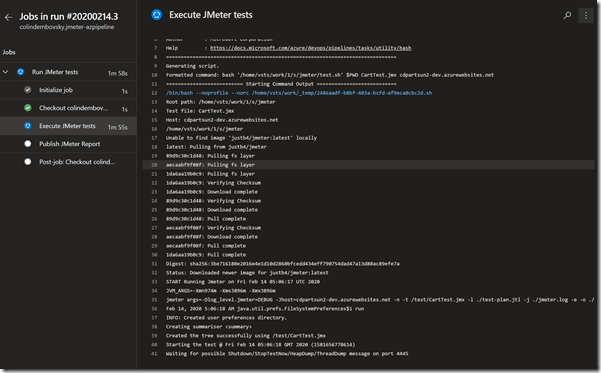 Jobs in run #20200214.3
colindembovsky.jmeter-azpipeline
Jobs
Run JMeter tests 1m 58s
Initialize job 1s
Checkout colindembov... 1s
Execute JMeter tests 1m 55s
Publish JMeter Report
Post-job: Checkout colind...
Execute JMeter tests
6 Author : Microsoft Corporation
7 Help : https://docs.microsoft.com/azure/devops/pipelines/tasks/utility/bash
8 ==============================================================================
9 Generating script.
10 Formatted command: bash '/home/vsts/work/1/s/jmeter/test.sh' $PWD CartTest.jmx cdpartsun2-dev.azurewebsites.net
11 ========================== Starting Command Output ===========================
12 /bin/bash --noprofile --norc /home/vsts/work/_temp/2486aadf-b8bf-403a-bcfd-af9eca0cbc2d.sh
13 Root path: /home/vsts/work/1/s/jmeter
14 Test file: CartTest.jmx
15 Host: cdpartsun2-dev.azurewebsites.net
16 /home/vsts/work/1/s/jmeter
17 Unable to find image 'justb4/jmeter:latest' locally
18 latest: Pulling from justb4/jmeter
19 89d9c30c1d48: Pulling fs layer
20 aecaabf9f08f: Pulling fs layer
21 1da6aa19b0c9: Pulling fs layer
22 1da6aa19b0c9: Verifying Checksum
23 1da6aa19b0c9: Download complete
24 89d9c30c1d48: Verifying Checksum
25 89d9c30c1d48: Download complete
26 89d9c30c1d48: Pull complete
27 aecaabf9f08f: Verifying Checksum
28 aecaabf9f08f: Download complete
29 aecaabf9f08f: Pull complete
30 1da6aa19b0c9: Pull complete
31 Digest: sha256:3be716180e2016e4e1d10d2860bfcedd434eff790754dad47a13d88ac89efe7a
32 Status: Downloaded newer image for justb4/jmeter:latest
33 START Running Jmeter on Fri Feb 14 05:06:17 UTC 2020
34 JVM_ARGS=-Xmn974m -Xms3896m -Xmx3896m
35 jmeter args=-Dlog_level.jmeter=DEBUG -Jhost=cdpartsun2-dev.azurewebsites.net -n -t /test/CartTest.jmx -l ./test-plan.jtl -j ./jmeter.log -e -o ./
36 Feb 14, 2020 5:06:18 AM java.util.prefs.FileSystemPreferences$1 run
37 INFO: Created user preferences directory.
38 Creating summariser <summary>
39 Created the tree successfully using /test/CartTest.jmx
40 Starting the test @ Fri Feb 14 05:06:18 GMT 2020 (1581656778614)
41 Waiting for possible Shutdown/StopTestNow/HeapDump/ThreadDump message on port 4445